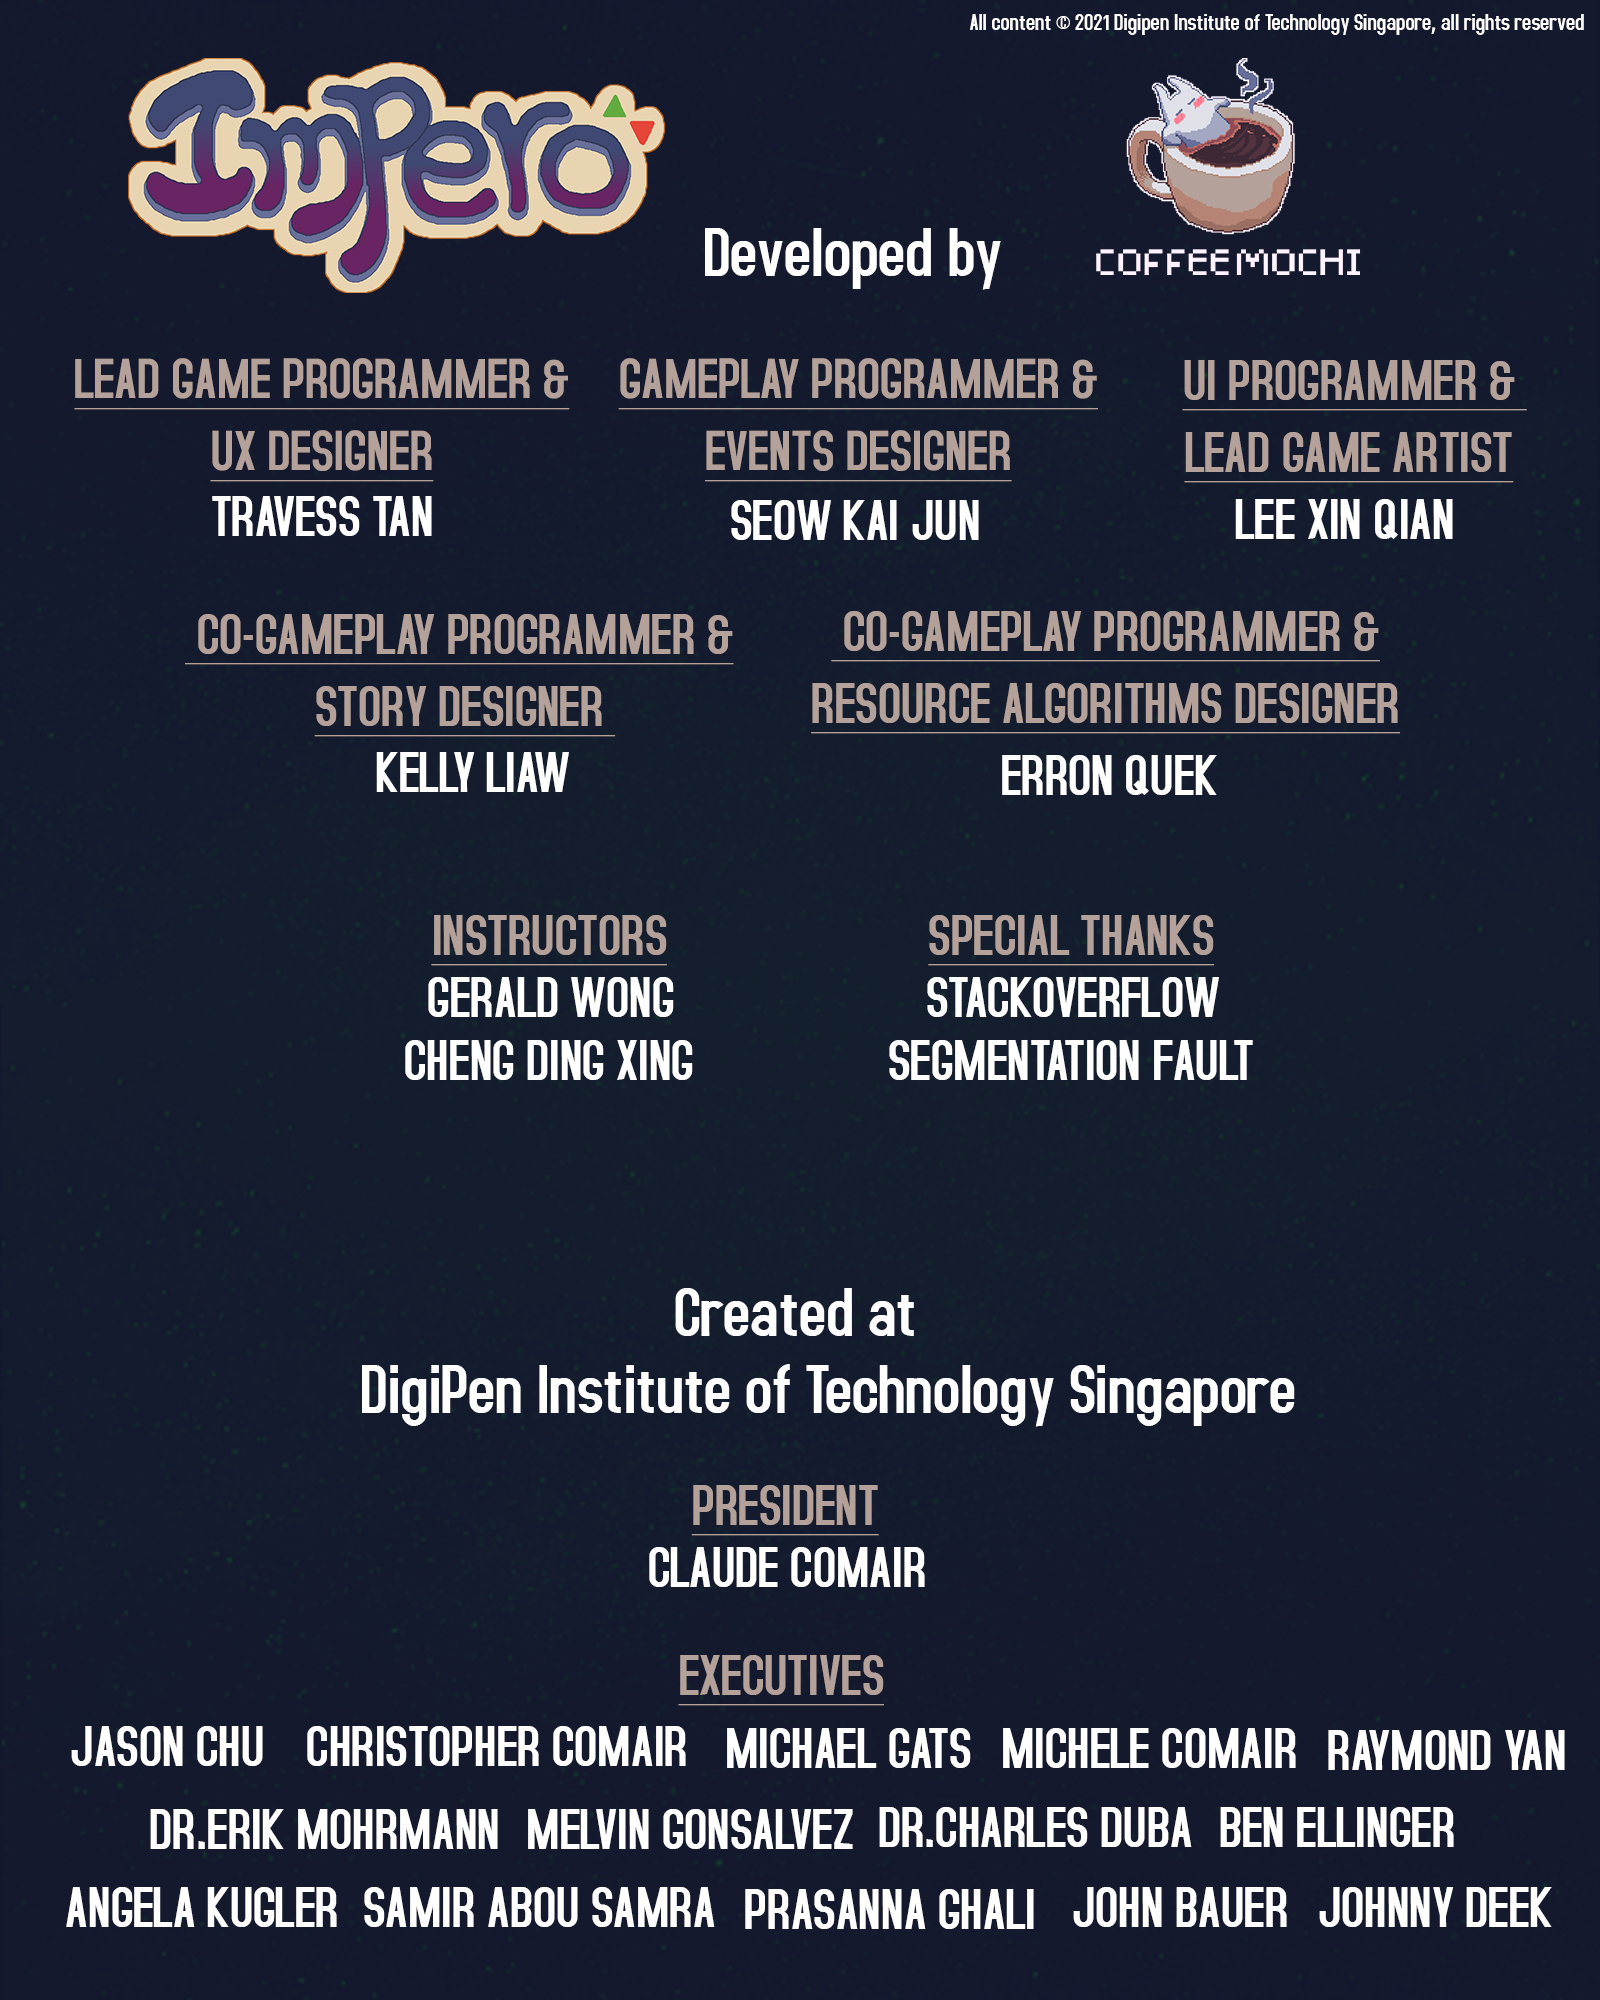 All content © 2021 Digipen Institute of Technology Singapore, all rights reserved
ImPero
Developed by
COFFEE MOCHI
LEAD GAME PROGRAMMER &
UX DESIGNER
TRAVESS TAN
GAMEPLAY PROGRAMMER &
EVENTS DESIGNER
SEOW KAI JUN
UI PROGRAMMER &
LEAD GAME ARTIST
LEE XIN QIAN
CO-GAMEPLAY PROGRAMMER &
STORY DESIGNER
KELLY LIAW
CO-GAMEPLAY PROGRAMMER &
RESOURCE ALGORITHMS DESIGNER
ERRON QUEK
INSTRUCTORS
GERALD WONG
CHENG DING XING
SPECIAL THANKS
STACKOVERFLOW
SEGMENTATION FAULT
Created at
DigiPen Institute of Technology Singapore
PRESIDENT
CLAUDE COMAIR
EXECUTIVES
JASON CHU CHRISTOPHER COMAIR MICHAEL GATS MICHELE COMAIR RAYMOND YAN
DR.ERIK MOHRMANN MELVIN GONSALVEZ DR.CHARLES DUBA BEN ELLINGER
ANGELA KUGLER SAMIR ABOU SAMRA PRASANNA GHALI JOHN BAUER JOHNNY DEEK